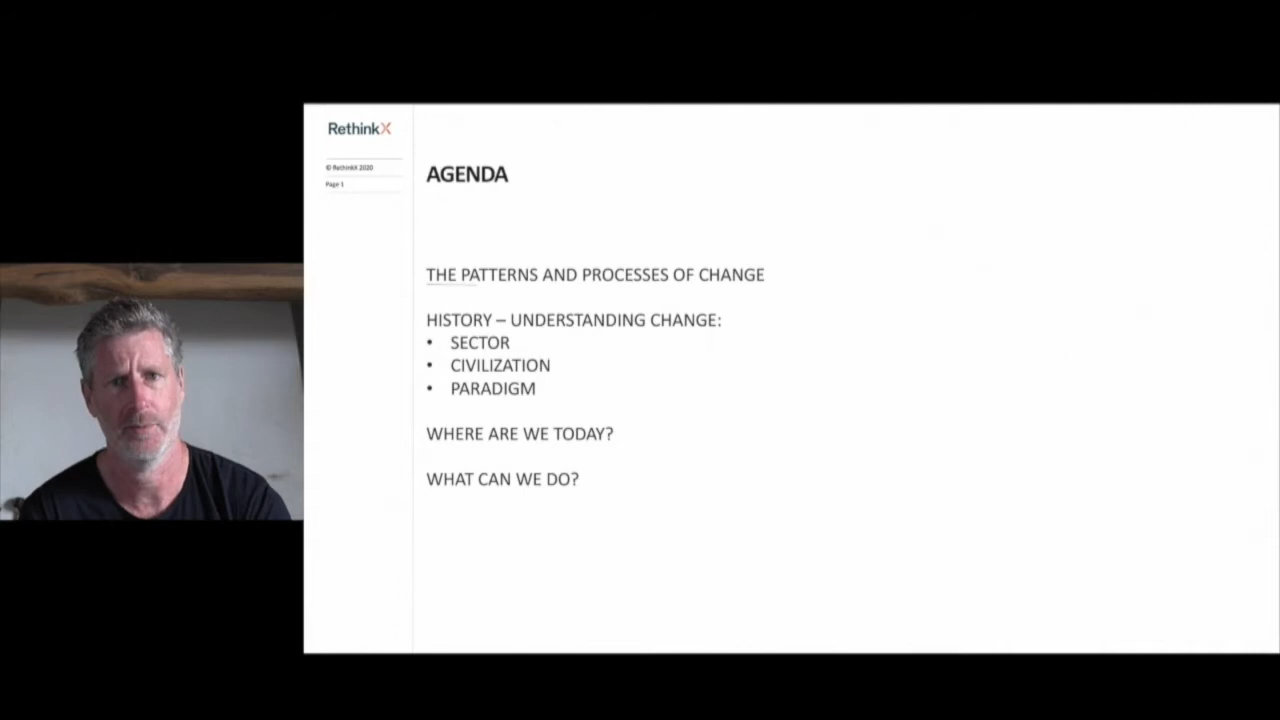 RethinkX
© RethinkX 2020
Page 1
AGENDA
THE PATTERNS AND PROCESSES OF CHANGE
HISTORY – UNDERSTANDING CHANGE:
• SECTOR
• CIVILIZATION
• PARADIGM
WHERE ARE WE TODAY?
WHAT CAN WE DO?